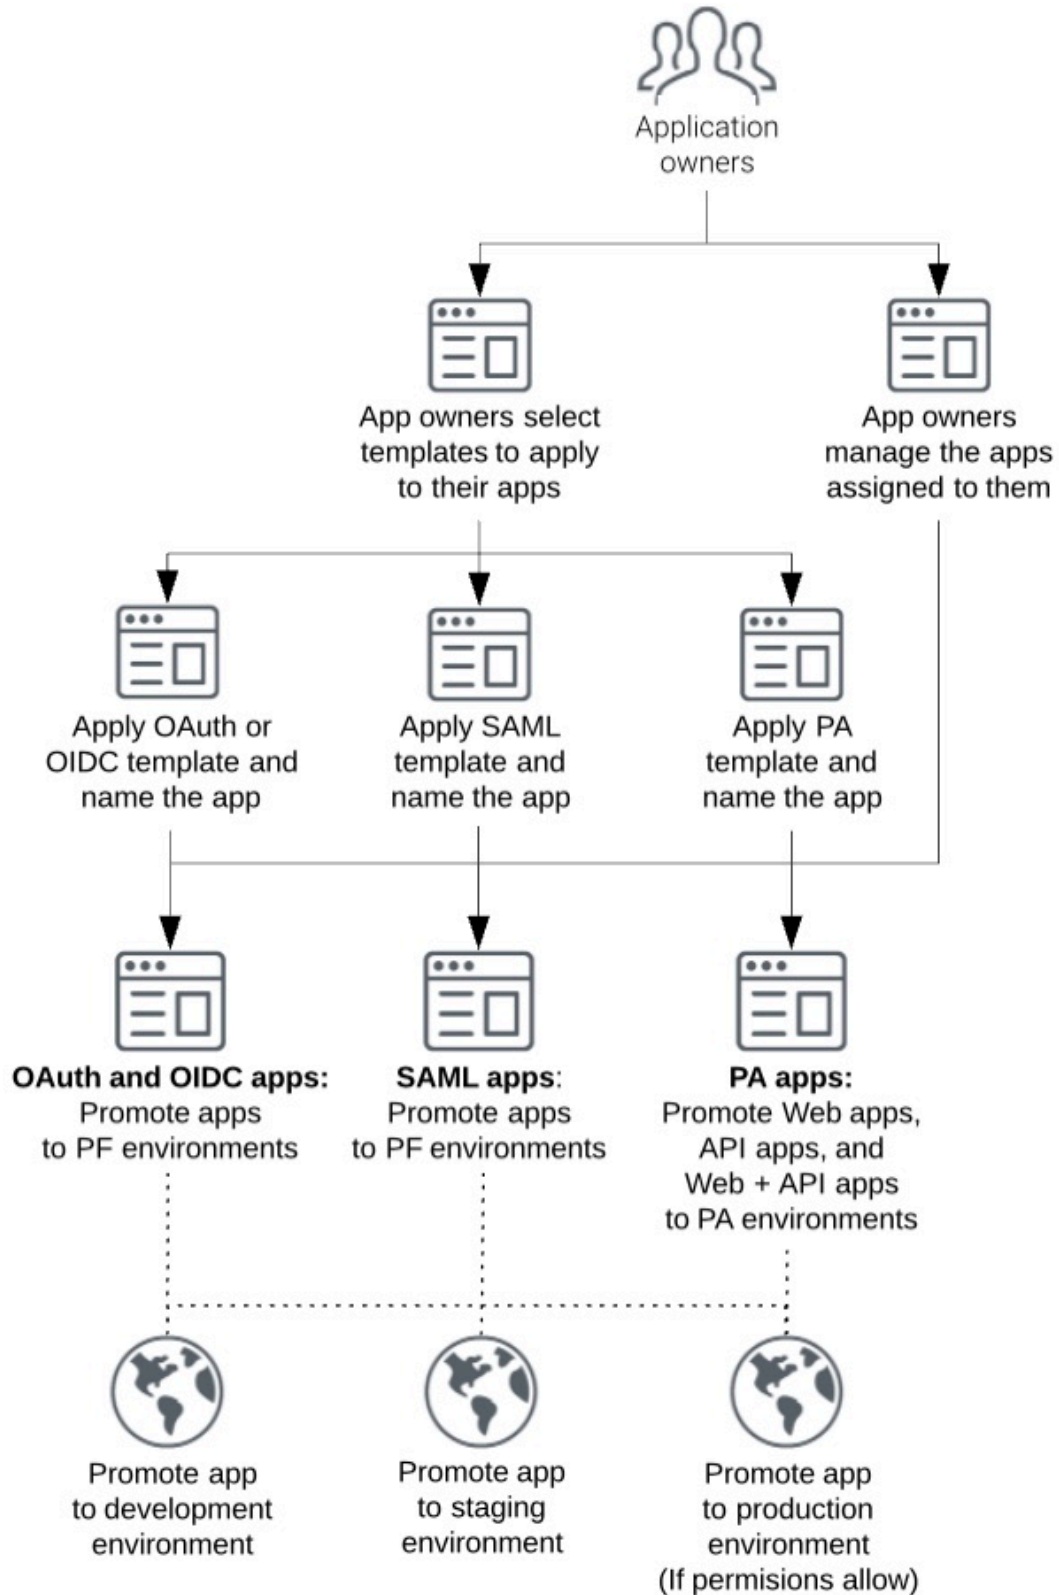 Application
owners
App owners select
templates to apply
to their apps
App owners
manage the apps
assigned to them
Apply OAuth or
OIDC template and
name the app
Apply SAML
template and
name the app
Apply PA
template and
name the app
OAuth and OIDC apps:
Promote apps
to PF environments
SAML apps:
Promote apps
to PF environments
PA apps:
Promote Web apps,
API apps, and
Web + API apps
to PA environments
Promote app
to development
environment
Promote app
to staging
environment
Promote app
to production
environment
(If permisions allow)